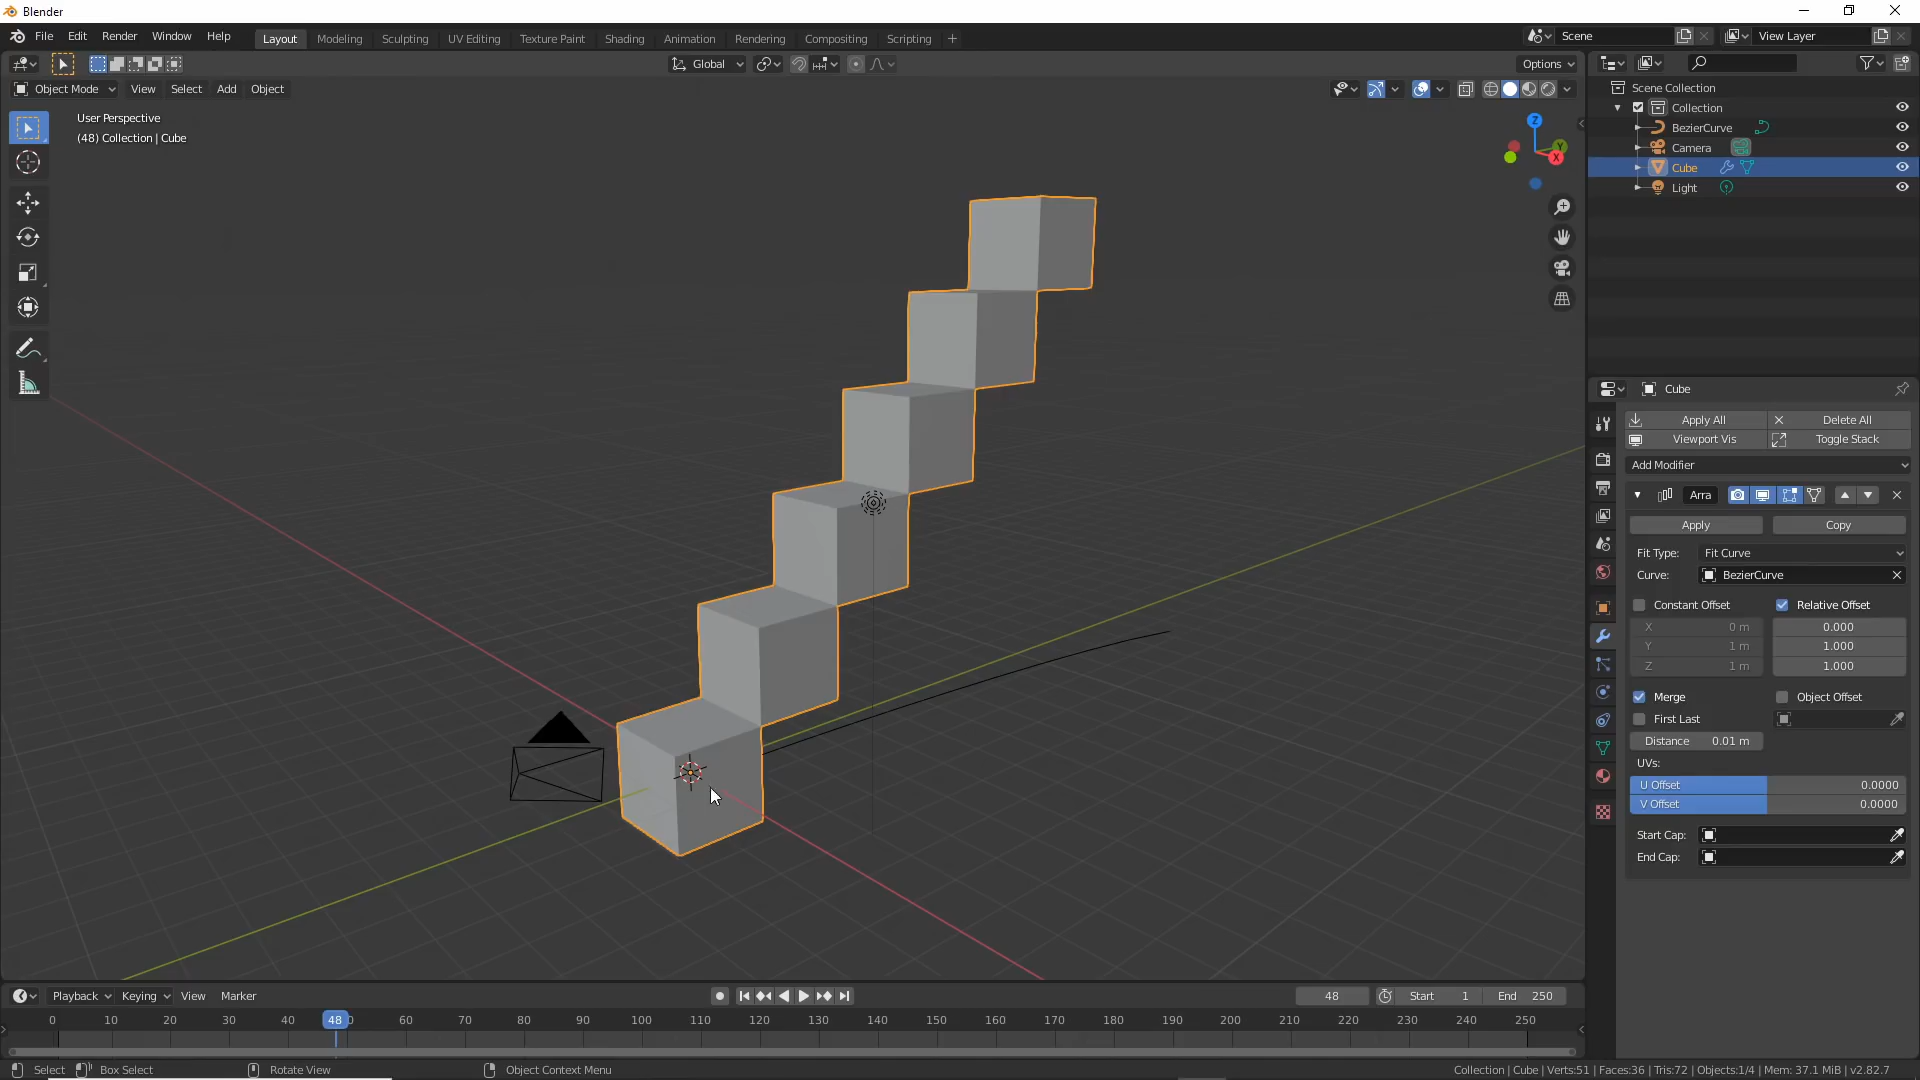 Blender
File Edit Render Window Help Layout Modeling Sculpting UV Editing Texture Paint Shading Animation Rendering Compositing Scripting + Scene View Layer
Global Options
Object Mode View Select Add Object
User Perspective
(48) Collection | Cube
Z
Y
X
Scene Collection
Collection
BezierCurve
Camera
Cube
Light
Cube
Apply All Delete All
Viewport Vis Toggle Stack
Add Modifier
Arra
Apply Copy
Fit Type: Fit Curve
Curve: BezierCurve
Constant Offset Relative Offset
X 0 m 0.000
Y 1 m 1.000
Z 1 m 1.000
Merge Object Offset
First Last
Distance 0.01 m
UVs:
U Offset 0.0000
V Offset 0.0000
Start Cap:
End Cap:
Playback Keying View Marker 48 Start 1 End 250
0 10 20 30 40 48 0 60 70 80 90 100 110 120 130 140 150 160 170 180 190 200 210 220 230 240 250
Select Box Select Rotate View Object Context Menu Collection | Cube | Verts:51 | Faces:36 | Tris:72 | Objects:1/4 | Mem: 37.1 MiB | v2.82.7